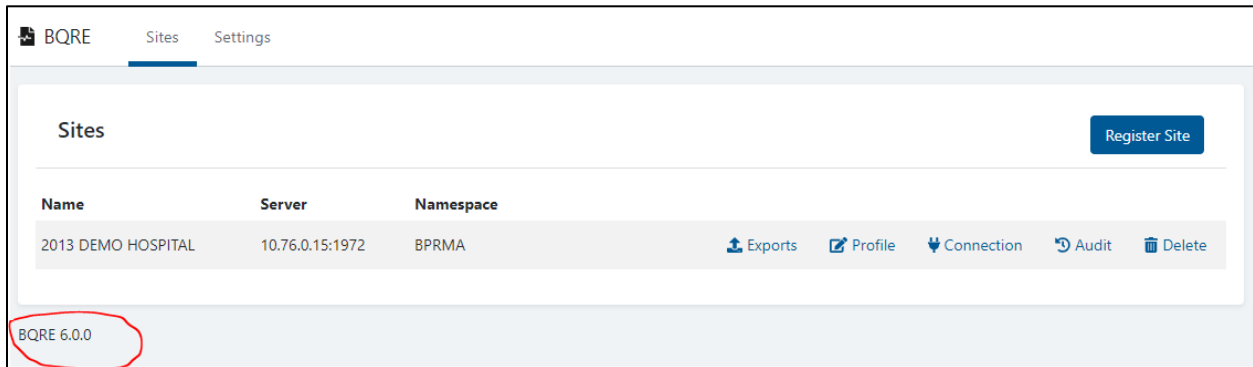 BQRE Sites Settings
Sites
Register Site
Name Server Namespace
2013 DEMO HOSPITAL 10.76.0.15:1972 BPRMA Exports Profile Connection Audit Delete
BQRE 6.0.0